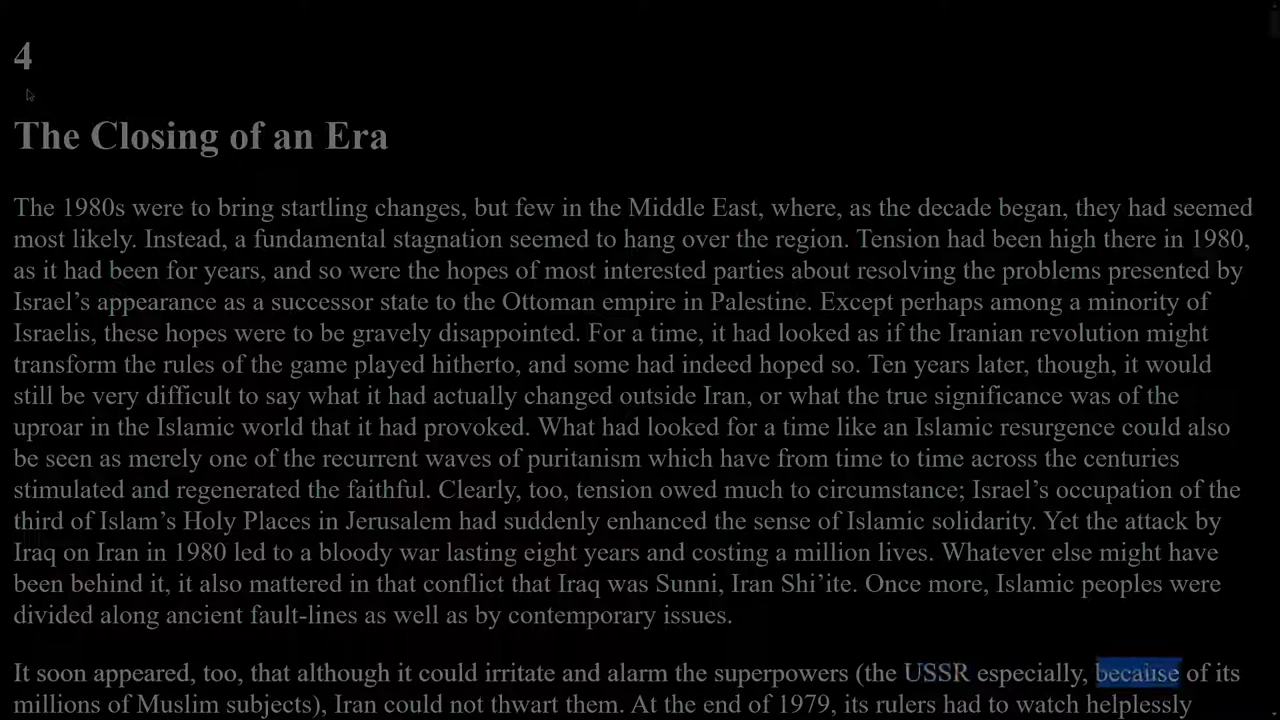 4
The Closing of an Era
The 1980s were to bring startling changes, but few in the Middle East, where, as the decade began, they had seemed
most likely. Instead, a fundamental stagnation seemed to hang over the region. Tension had been high there in 1980,
as it had been for years, and so were the hopes of most interested parties about resolving the problems presented by
Israel’s appearance as a successor state to the Ottoman empire in Palestine. Except perhaps among a minority of
Israelis, these hopes were to be gravely disappointed. For a time, it had looked as if the Iranian revolution might
transform the rules of the game played hitherto, and some had indeed hoped so. Ten years later, though, it would
still be very difficult to say what it had actually changed outside Iran, or what the true significance was of the
uproar in the Islamic world that it had provoked. What had looked for a time like an Islamic resurgence could also
be seen as merely one of the recurrent waves of puritanism which have from time to time across the centuries
stimulated and regenerated the faithful. Clearly, too, tension owed much to circumstance; Israel’s occupation of the
third of Islam’s Holy Places in Jerusalem had suddenly enhanced the sense of Islamic solidarity. Yet the attack by
Iraq on Iran in 1980 led to a bloody war lasting eight years and costing a million lives. Whatever else might have
been behind it, it also mattered in that conflict that Iraq was Sunni, Iran Shi’ite. Once more, Islamic peoples were
divided along ancient fault-lines as well as by contemporary issues.
It soon appeared, too, that although it could irritate and alarm the superpowers (the USSR especially, because of its
millions of Muslim subjects), Iran could not thwart them. At the end of 1979, its rulers had to watch helplessly